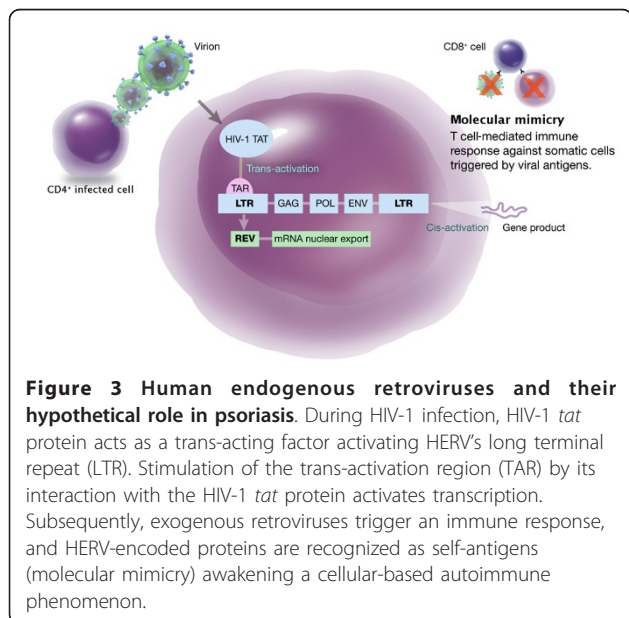 Virion
CD8+ cell
Molecular mimicry
T cell-mediated immune
response against somatic cells
triggered by viral antigens.
HIV-1 TAT
Trans-activation
CD4+ infected cell
TAR
LTR GAG POL ENV LTR
Cis-activation Gene product
REV mRNA nuclear export
Figure 3 Human endogenous retroviruses and their
hypothetical role in psoriasis. During HIV-1 infection, HIV-1 tat
protein acts as a trans-acting factor activating HERV's long terminal
repeat (LTR). Stimulation of the trans-activation region (TAR) by its
interaction with the HIV-1 tat protein activates transcription.
Subsequently, exogenous retroviruses trigger an immune response,
and HERV-encoded proteins are recognized as self-antigens
(molecular mimicry) awakening a cellular-based autoimmune
phenomenon.